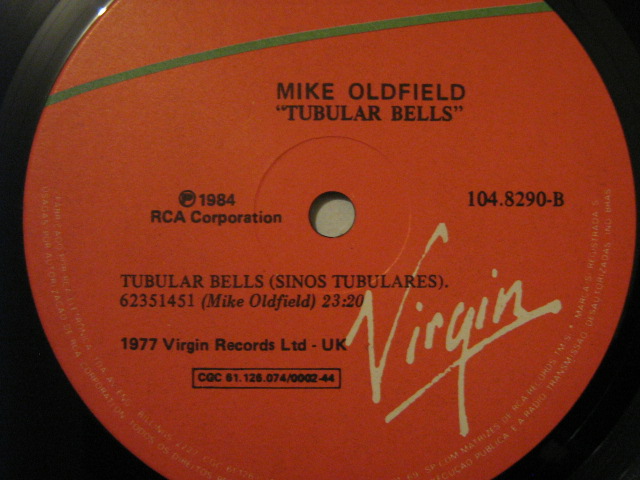 MIKE OLDFIELD
"TUBULAR BELLS"
℗ 1984
RCA Corporation
104.8290-B
TUBULAR BELLS (SINOS TUBULARES).
62351451 (Mike Oldfield) 23:20
1977 Virgin Records Ltd - UK
CGC 61.126.074/0002-44
Virgin